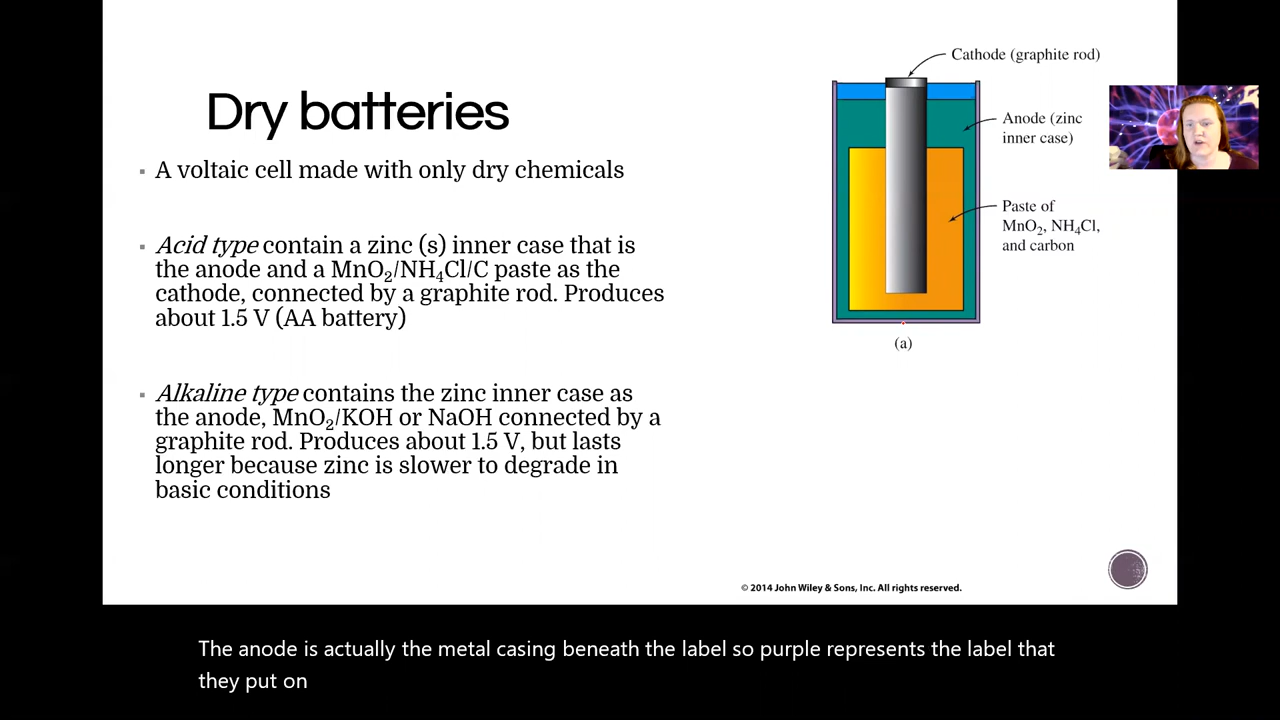 Dry batteries
▪ A voltaic cell made with only dry chemicals
▪ Acid type contain a zinc (s) inner case that is
the anode and a MnO₂/NH₄Cl/C paste as the
cathode, connected by a graphite rod. Produces
about 1.5 V (AA battery)
▪ Alkaline type contains the zinc inner case as
the anode, MnO₂/KOH or NaOH connected by a
graphite rod. Produces about 1.5 V, but lasts
longer because zinc is slower to degrade in
basic conditions
Cathode (graphite rod)
Anode (zinc
inner case)
Paste of
MnO₂, NH₄Cl,
and carbon
(a)
© 2014 John Wiley & Sons, Inc. All rights reserved.
The anode is actually the metal casing beneath the label so purple represents the label that
they put on